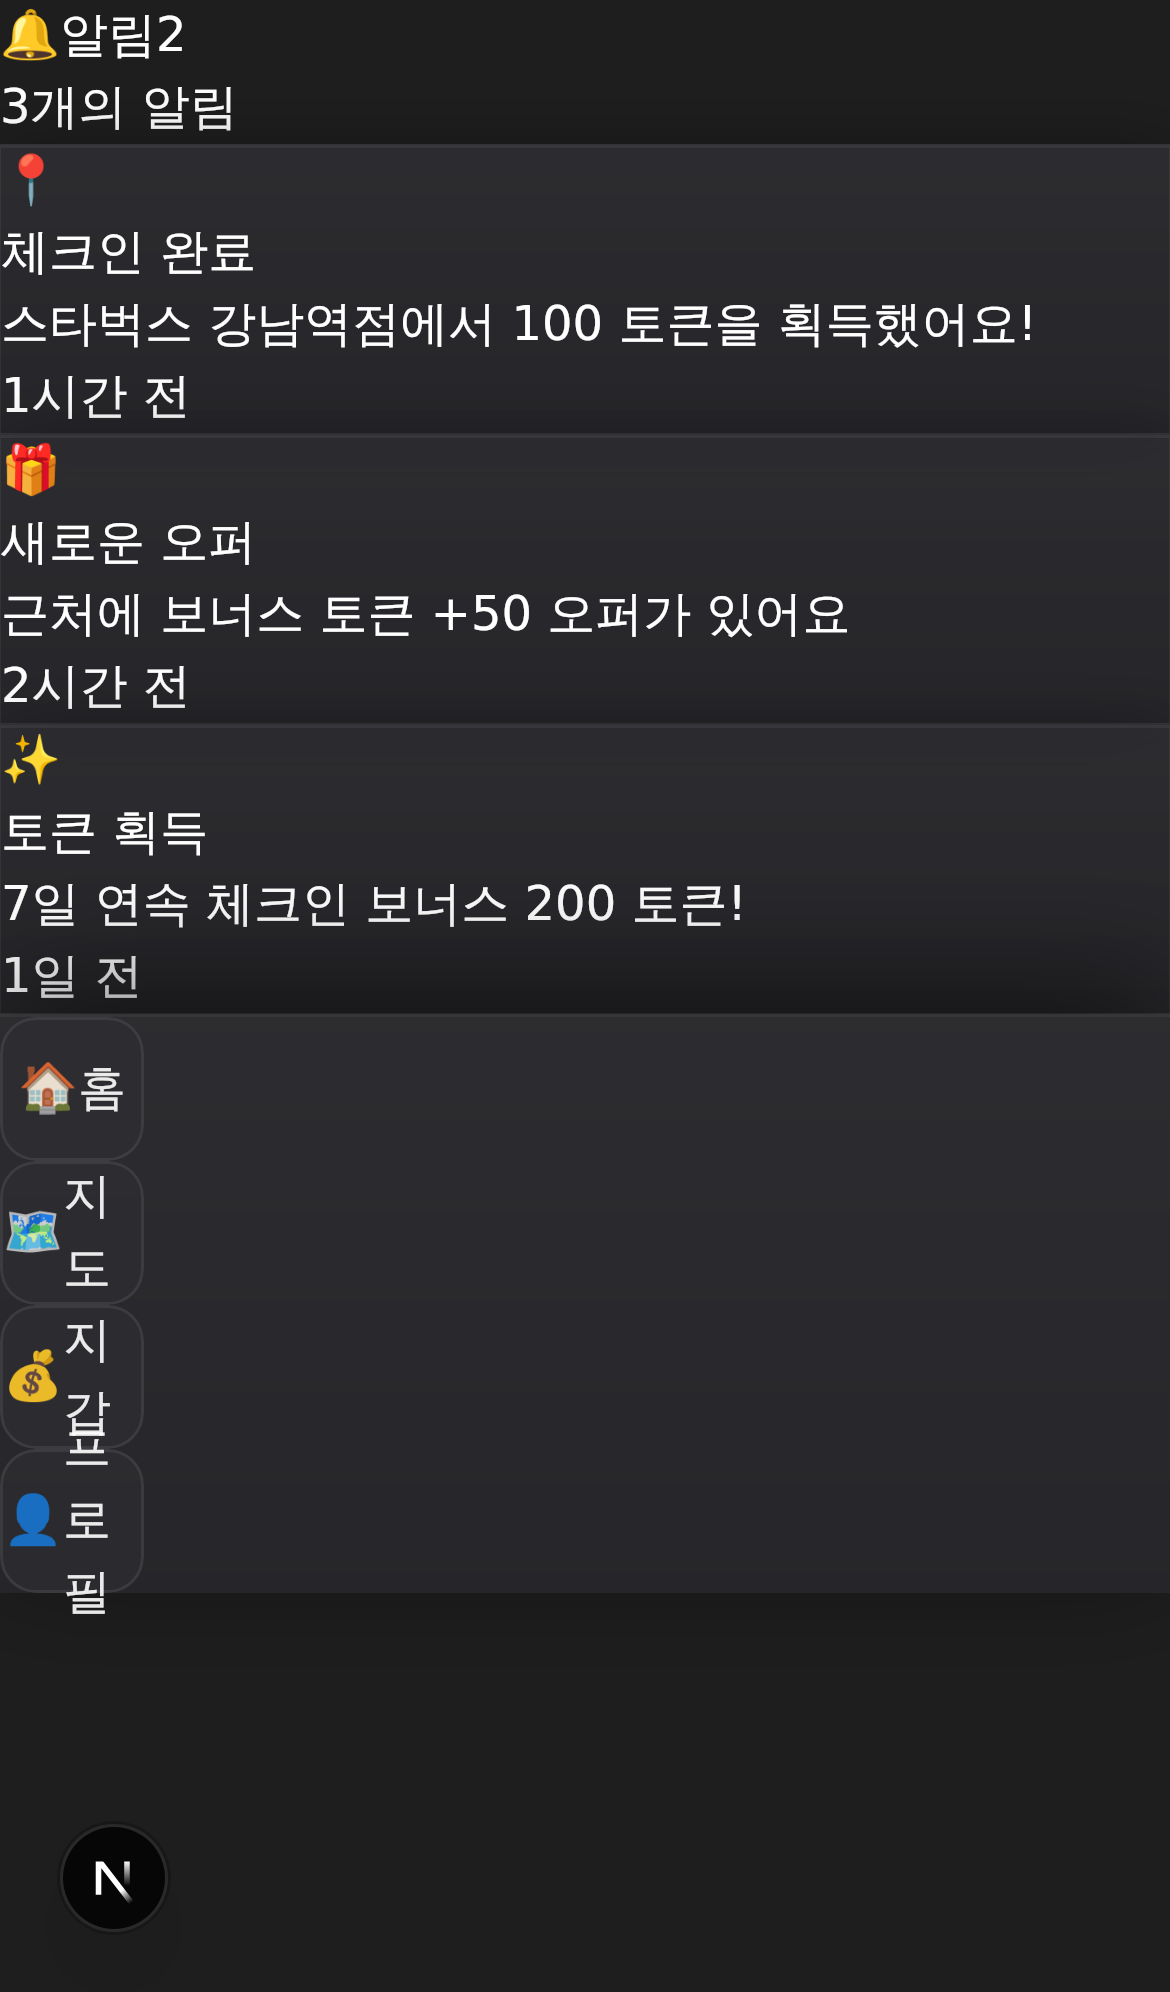 🔔알림2
3개의 알림
📍
체크인 완료
스타벅스 강남역점에서 100 토큰을 획득했어요!
1시간 전
🎁
새로운 오퍼
근처에 보너스 토큰 +50 오퍼가 있어요
2시간 전
✨
토큰 획득
7일 연속 체크인 보너스 200 토큰!
1일 전
🏠홈
🗺️지
도
💰지
갑
👤프
로
필
N